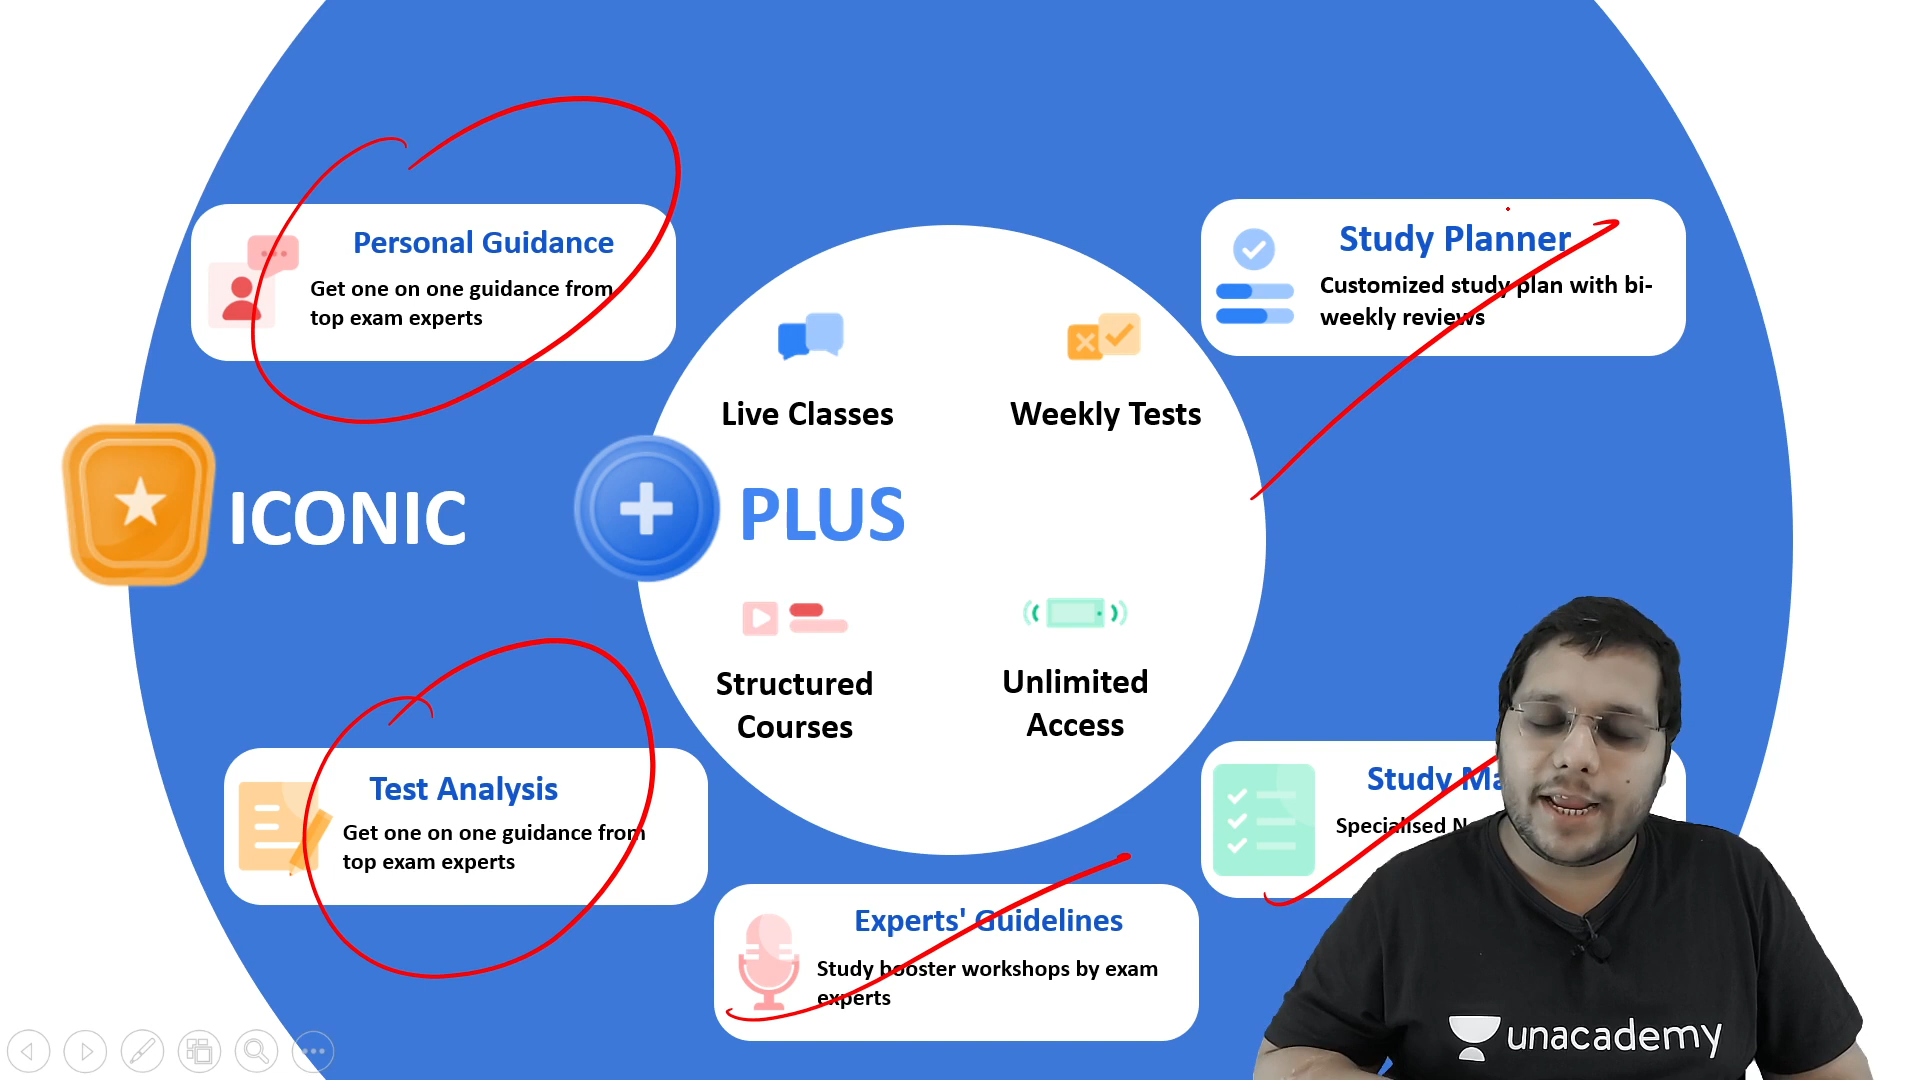 Personal Guidance
Get one on one guidance from
top exam experts
Study Planner
Customized study plan with bi-
weekly reviews
Live Classes
Weekly Tests
ICONIC
PLUS
Structured
Courses
Unlimited
Access
Test Analysis
Get one on one guidance from
top exam experts
Study
Specialised
Experts' Guidelines
Study booster workshops by exam
experts
unacademy